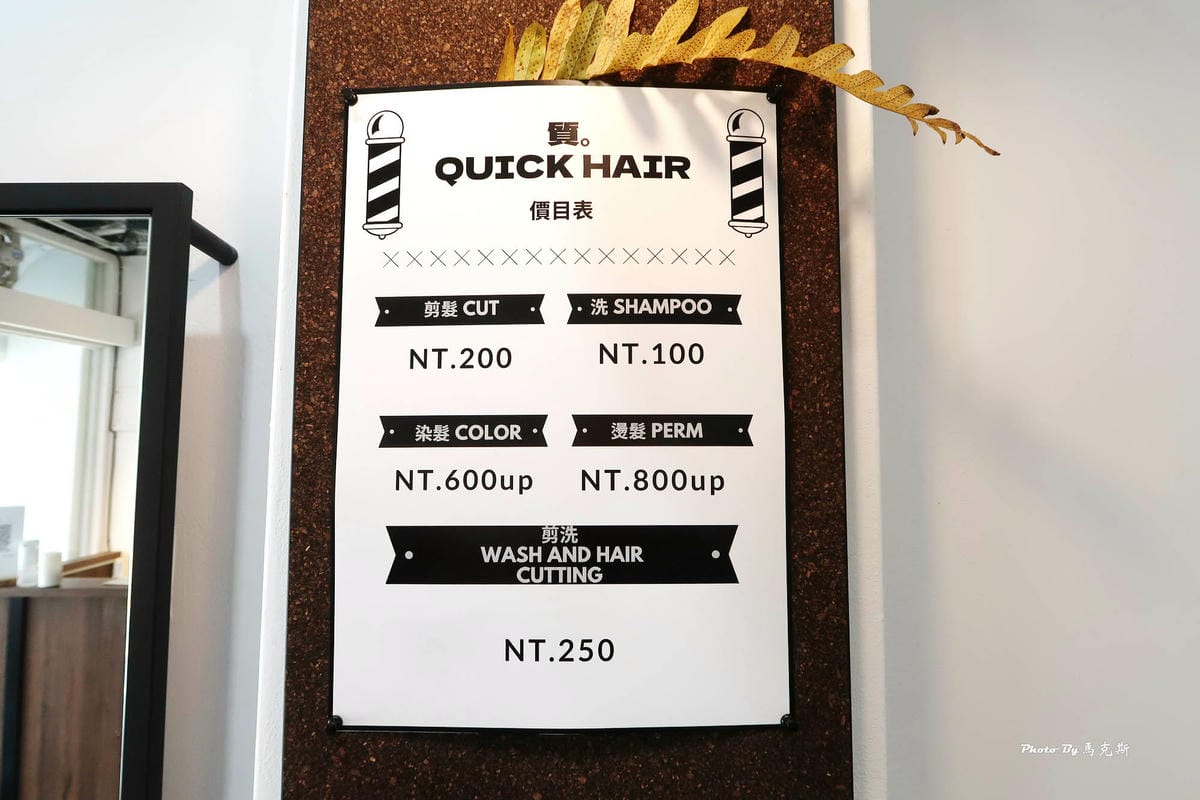 質。
QUICK HAIR
價目表
剪髮 CUT
NT.200
洗 SHAMPOO
NT.100
染髮 COLOR
NT.600up
燙髮 PERM
NT.800up
剪洗
WASH AND HAIR
CUTTING
NT.250
Photo By 馬克斯